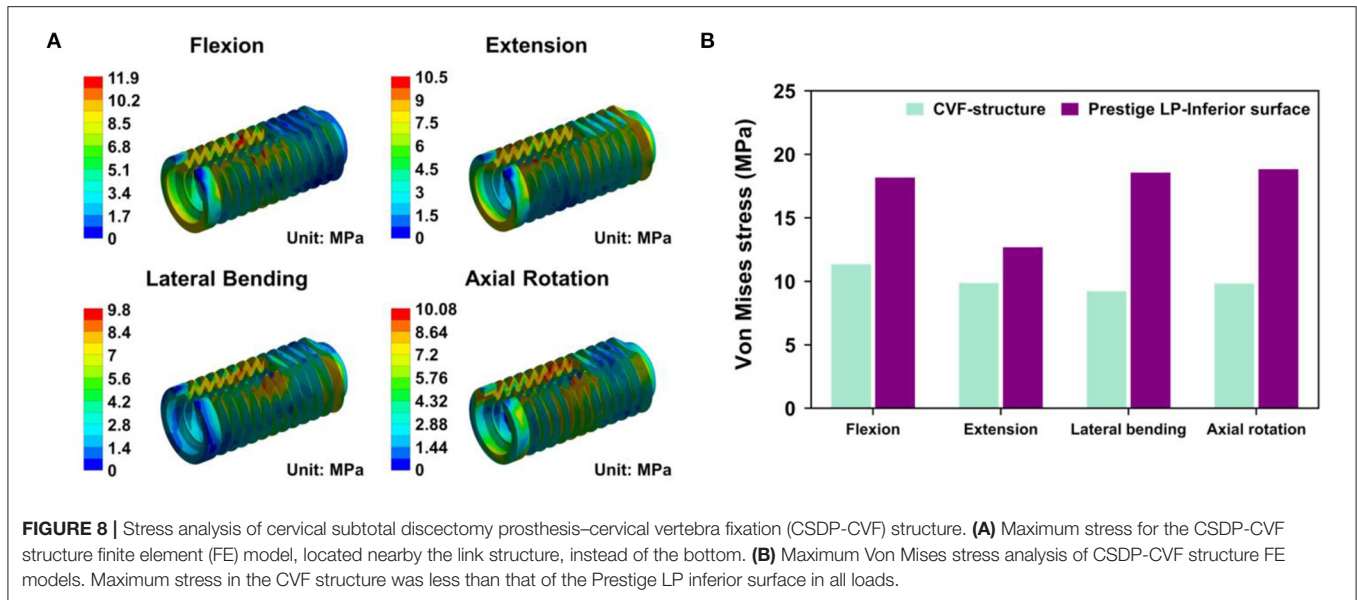 A
Flexion
11.9
10.2
8.5
6.8
5.1
3.4
1.7
0
Unit: MPa
Extension
10.5
9
7.5
6
4.5
3
1.5
0
Unit: MPa
Lateral Bending
9.8
8.4
7
5.6
4.2
2.8
1.4
0
Unit: MPa
Axial Rotation
10.08
8.64
7.2
5.76
4.32
2.88
1.44
0
Unit: MPa
B
Von Mises stress (MPa)
25
20
15
10
5
0
CVF-structure Prestige LP-Inferior surface
Flexion Extension Lateral bending Axial rotation
FIGURE 8 | Stress analysis of cervical subtotal discectomy prosthesis–cervical vertebra fixation (CSDP-CVF) structure. (A) Maximum stress for the CSDP-CVF
structure finite element (FE) model, located nearby the link structure, instead of the bottom. (B) Maximum Von Mises stress analysis of CSDP-CVF structure FE
models. Maximum stress in the CVF structure was less than that of the Prestige LP inferior surface in all loads.